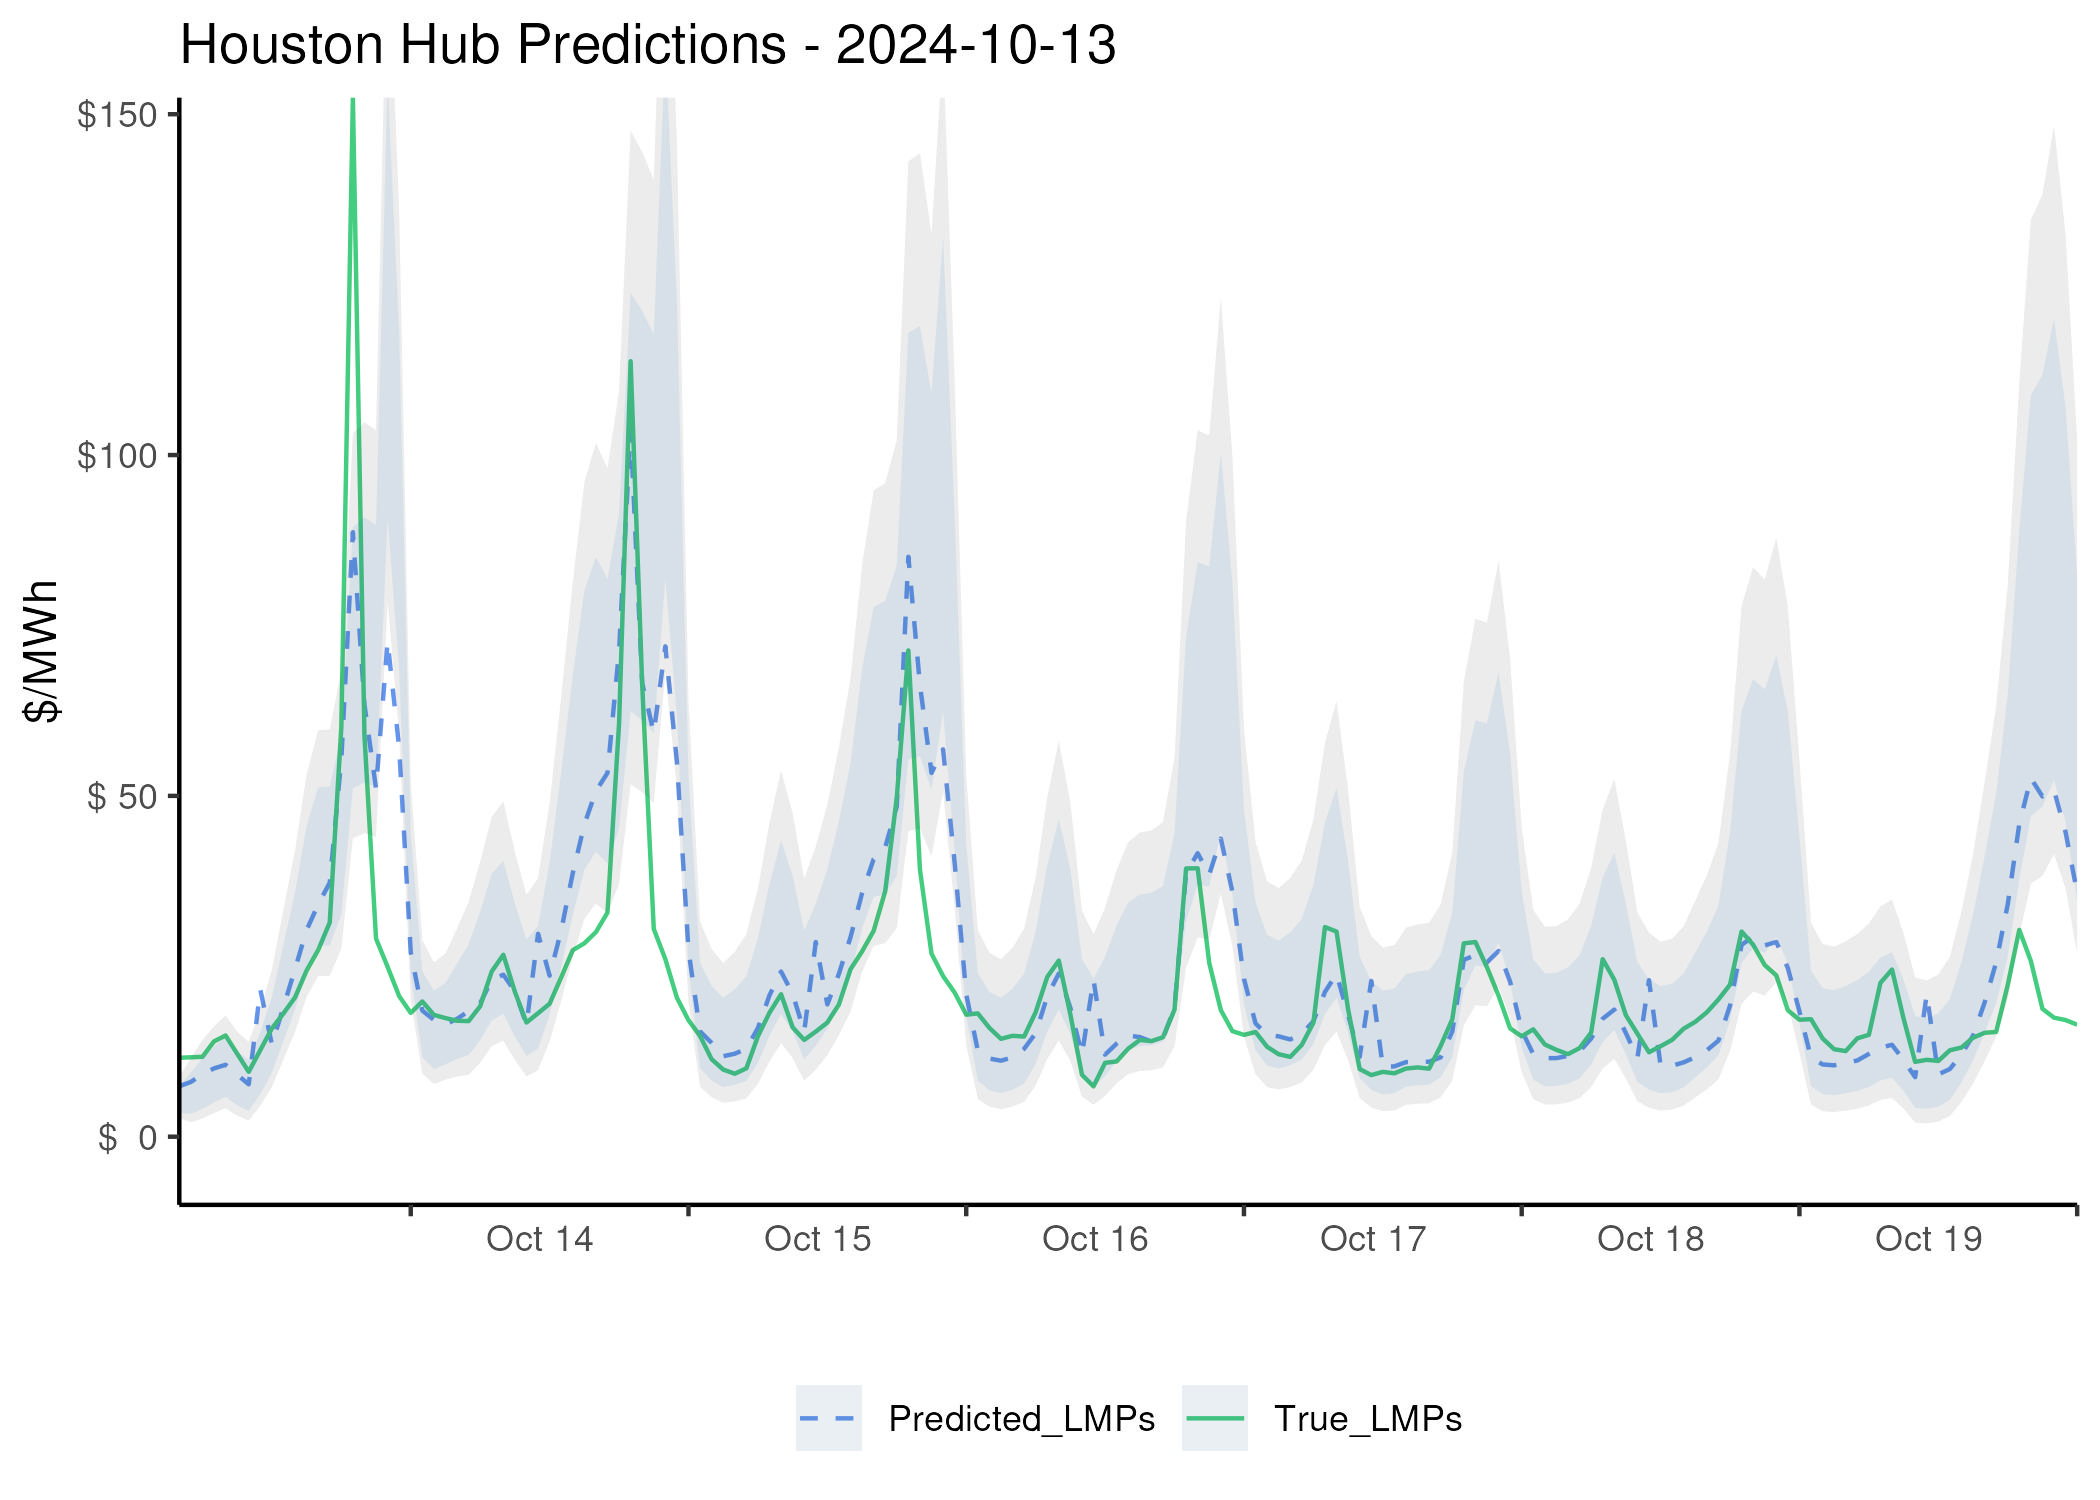 Houston Hub Predictions - 2024-10-13
$150
$100
$ 50
$ 0
$/MWh
Oct 14 Oct 15 Oct 16 Oct 17 Oct 18 Oct 19
Predicted_LMPs True_LMPs